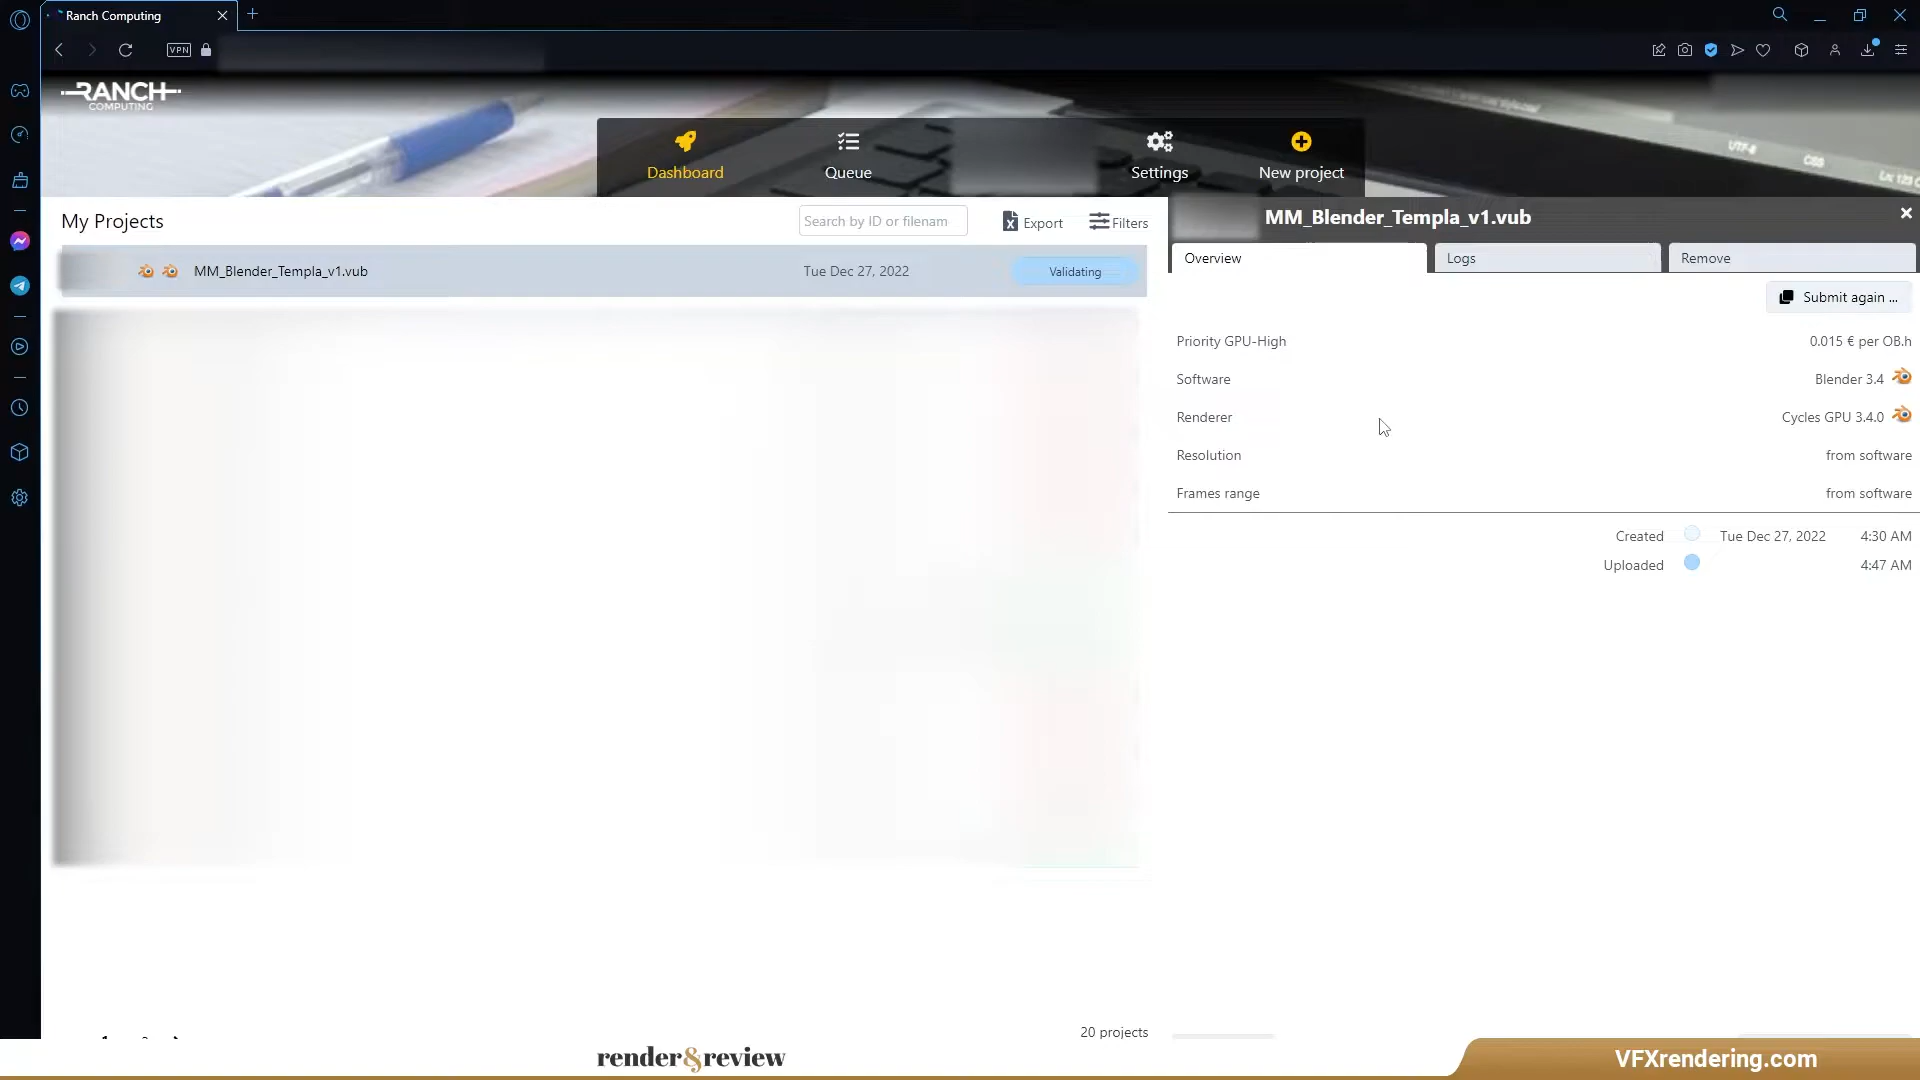 Ranch Computing
VPN
RANCH
COMPUTING
Dashboard
Queue
Settings
New project
UTF-8
CSS
My Projects
Search by ID or filenam
Export
Filters
MM_Blender_Templa_v1.vub
Tue Dec 27, 2022
Validating
MM_Blender_Templa_v1.vub
Overview
Logs
Remove
Submit again ...
Priority GPU-High
0.015 € per OB.h
Software
Blender 3.4
Renderer
Cycles GPU 3.4.0
Resolution
from software
Frames range
from software
Created
Tue Dec 27, 2022
4:30 AM
Uploaded
4:47 AM
20 projects
render&review
VFXrendering.com